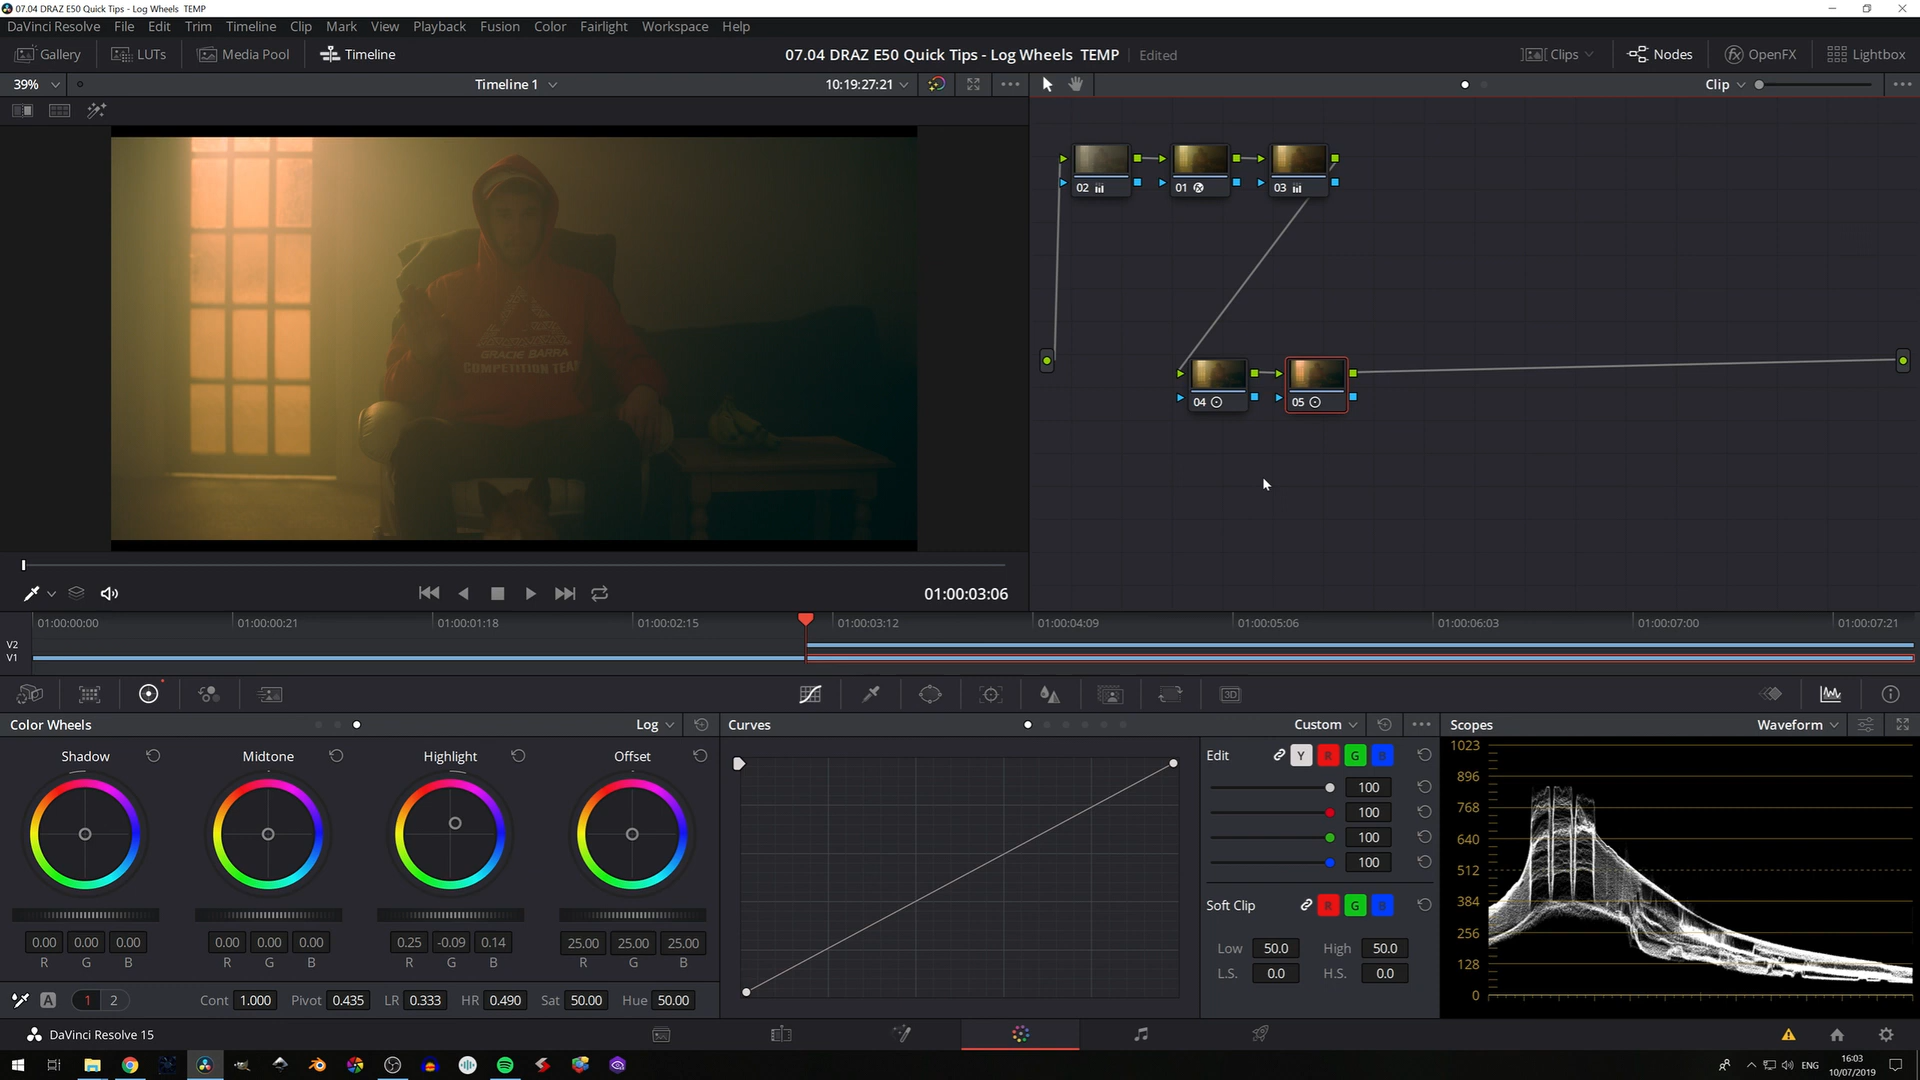 07.04 DRAZ E50 Quick Tips - Log Wheels TEMP
DaVinci Resolve File Edit Trim Timeline Clip Mark View Playback Fusion Color Fairlight Workspace Help
Gallery LUTs Media Pool Timeline 07.04 DRAZ E50 Quick Tips - Log Wheels TEMP Edited Clips Nodes OpenFX Lightbox
39% Timeline 1 10:19:27:21 Clip
02 01 03
GRACIE BARRA
COMPETITION TEAM
04 05
01:00:03:06
01:00:00:00 01:00:00:21 01:00:01:18 01:00:02:15 01:00:03:12 01:00:04:09 01:00:05:06 01:00:06:03 01:00:07:00 01:00:07:21
V2
V1
3D
Color Wheels Log Curves Custom Scopes Waveform
Shadow Midtone Highlight Offset
Edit Y R G B
100
100
100
100
Soft Clip R G B
Low 50.0 High 50.0
L.S. 0.0 H.S. 0.0
1023
896
768
640
512
384
256
128
0
0.00 0.00 0.00 0.00 0.00 0.00 0.25 -0.09 0.14 25.00 25.00 25.00
R G B R G B R G B R G B
A 1 2 Cont 1.000 Pivot 0.435 LR 0.333 HR 0.490 Sat 50.00 Hue 50.00
DaVinci Resolve 15
ENG
16:03
10/07/2019